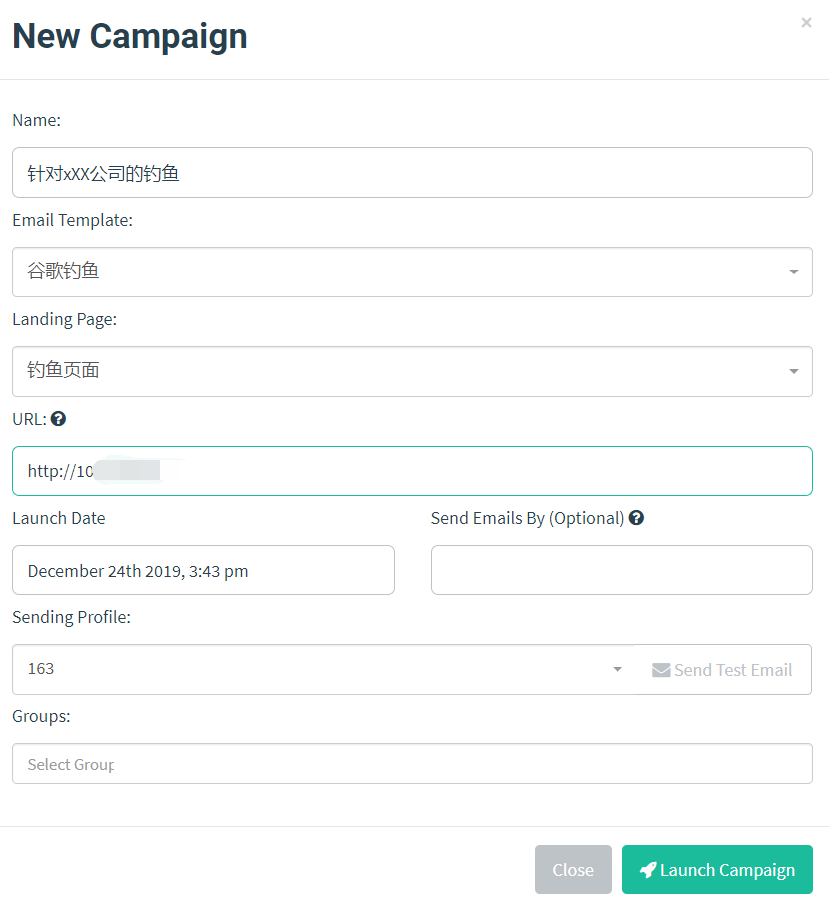 New Campaign
×
Name:
针对xXX公司的钓鱼
Email Template:
谷歌钓鱼
Landing Page:
钓鱼页面
URL:
http://10
Launch Date
Send Emails By (Optional)
December 24th 2019, 3:43 pm
Sending Profile:
163
Send Test Email
Groups:
Select Group
Close
Launch Campaign